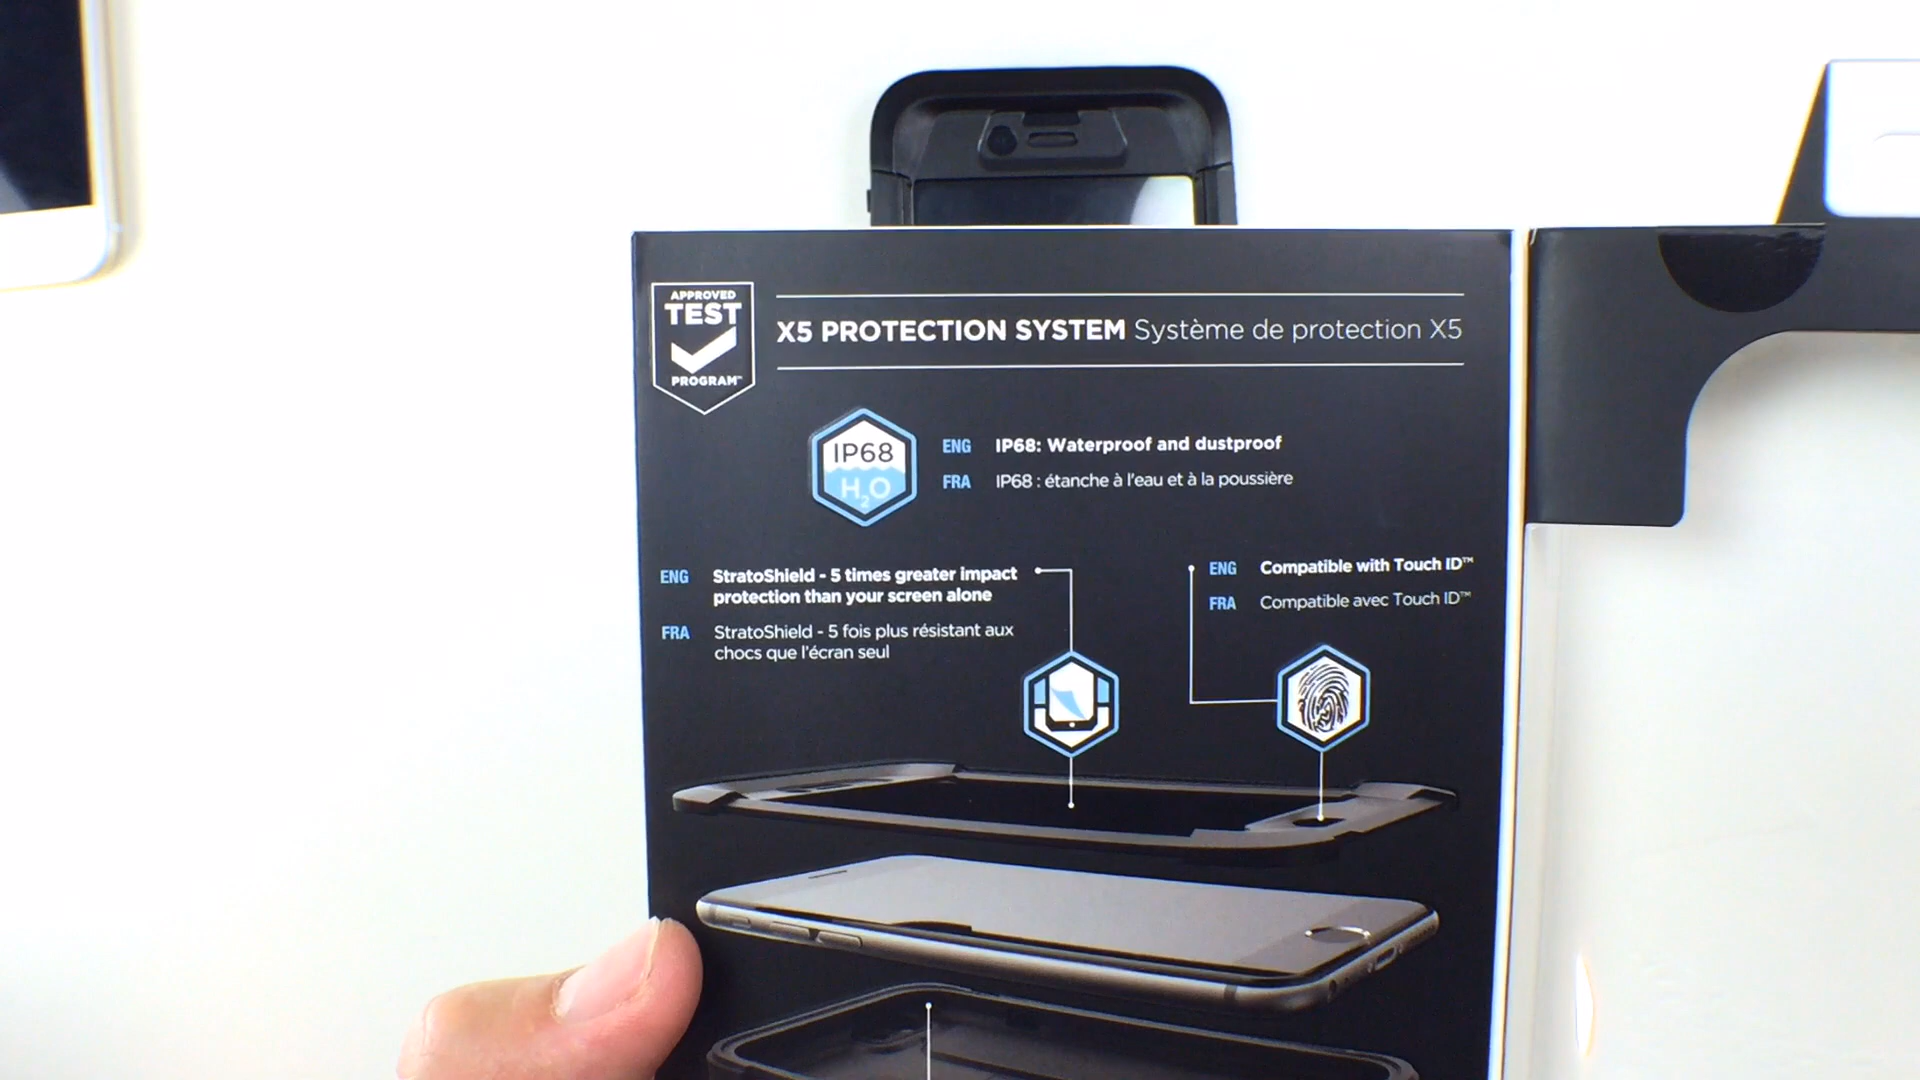 APPROVED
TEST
PROGRAM™
X5 PROTECTION SYSTEM Système de protection X5
IP68
H2O
ENG IP68: Waterproof and dustproof
FRA IP68 : étanche à l'eau et à la poussière
ENG StratoShield - 5 times greater impact
protection than your screen alone
FRA StratoShield - 5 fois plus résistant aux
chocs que l'écran seul
ENG Compatible with Touch ID™
FRA Compatible avec Touch ID™